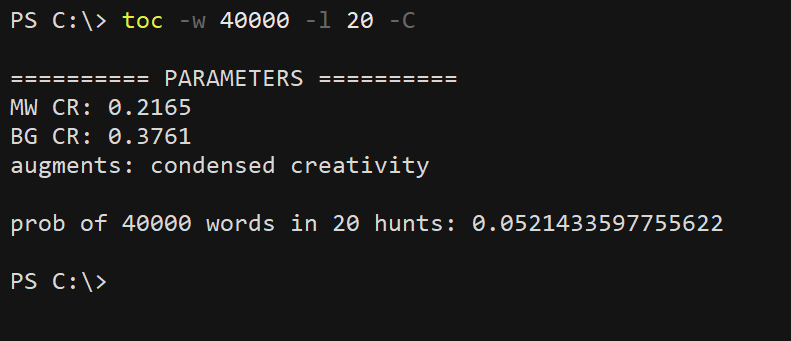 PS C:\> toc -w 40000 -l 20 -C
========== PARAMETERS ==========
MW CR: 0.2165
BG CR: 0.3761
augments: condensed creativity
prob of 40000 words in 20 hunts: 0.0521433597755622
PS C:\>